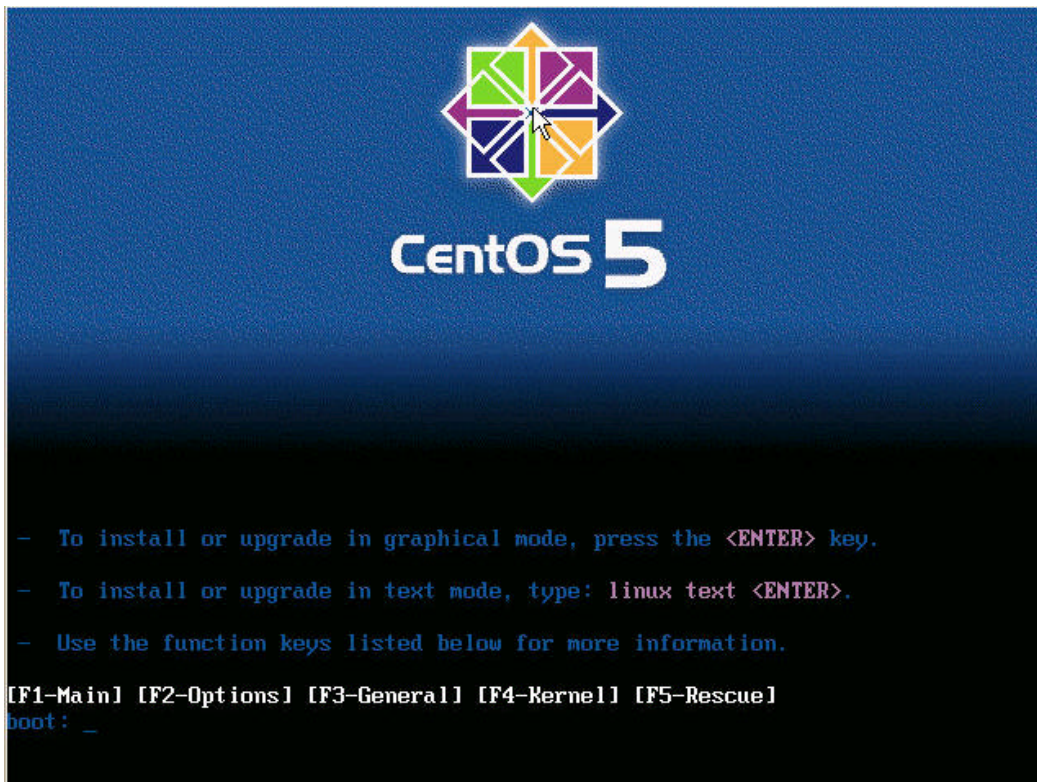 CentOS 5
- To install or upgrade in graphical mode, press the <ENTER> key.
- To install or upgrade in text mode, type: linux text <ENTER>.
- Use the function keys listed below for more information.
[F1-Main] [F2-Options] [F3-General] [F4-Kernel] [F5-Rescue]
boot: _